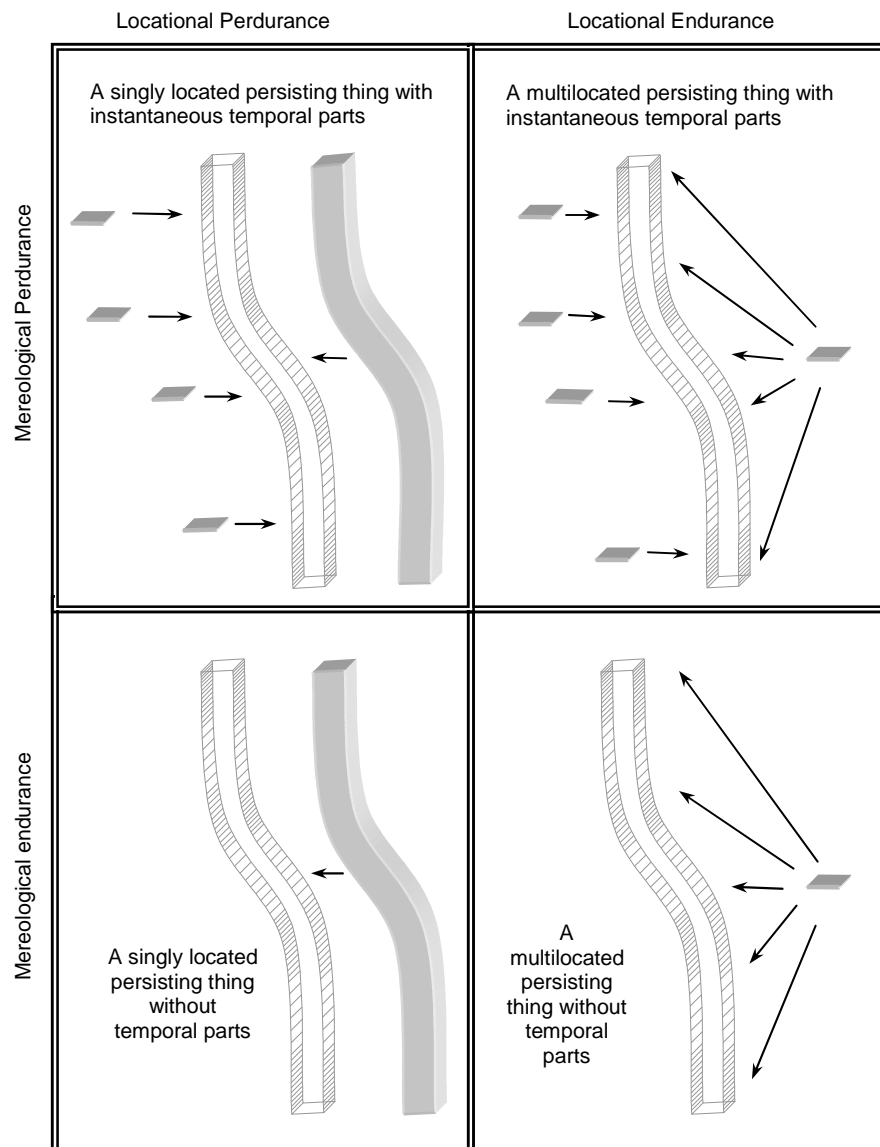 Locational Perdurance
Locational Endurance
Mereological Perdurance
A singly located persisting thing with
instantaneous temporal parts
A multilocated persisting thing with
instantaneous temporal parts
Mereological endurance
A singly located
persisting thing
without
temporal parts
A
multilocated
persisting
thing without
temporal
parts